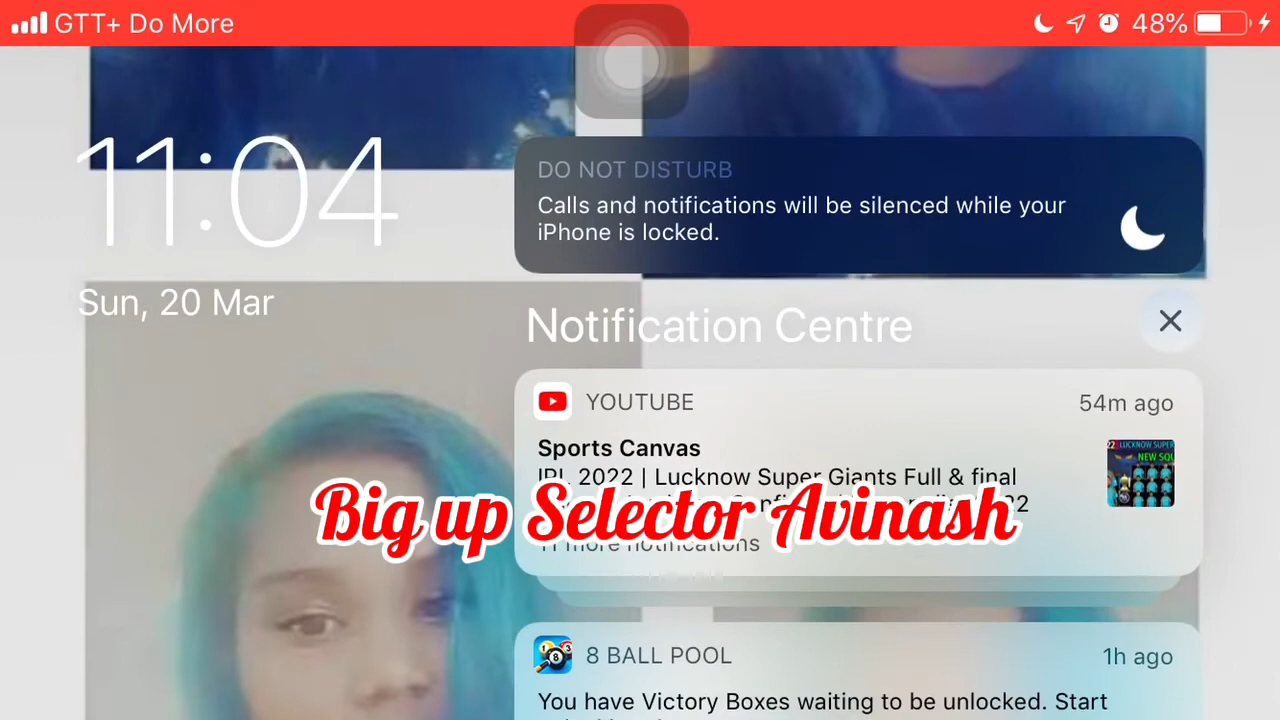 GTT+ Do More
48%
11:04
Sun, 20 Mar
DO NOT DISTURB
Calls and notifications will be silenced while your
iPhone is locked.
Notification Centre
YOUTUBE
54m ago
Sports Canvas
IPL 2022 | Lucknow Super Giants Full & final
Big up Selector Avinash
11 more notifications
8 BALL POOL
1h ago
You have Victory Boxes waiting to be unlocked. Start